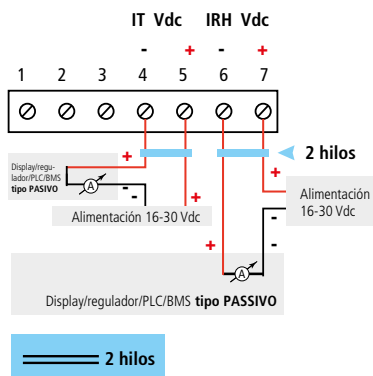 IT Vdc IRH Vdc
- + - +
1 2 3 4 5 6 7
2 hilos
+ +
Display/regu-
lador/PLC/BMS
tipo PASIVO
A
- -
Alimentación 16-30 Vdc
+
Alimentación
16-30 Vdc
- -
+
A
Display/regulador/PLC/BMS tipo PASSIVO
2 hilos